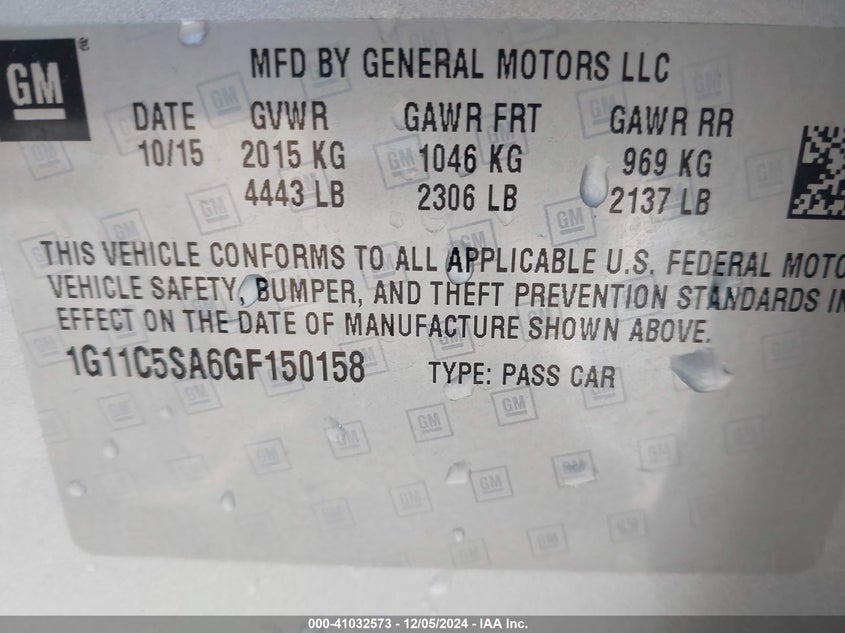 GM®
MFD BY GENERAL MOTORS LLC
DATE GVWR GAWR FRT GAWR RR
10/15 2015 KG 1046 KG 969 KG
4443 LB 2306 LB 2137 LB
THIS VEHICLE CONFORMS TO ALL APPLICABLE U.S. FEDERAL MOTO
VEHICLE SAFETY, BUMPER, AND THEFT PREVENTION STANDARDS IN
EFFECT ON THE DATE OF MANUFACTURE SHOWN ABOVE.
1G11C5SA6GF150158 TYPE: PASS CAR
000-41032573 - 12/05/2024 - IAA Inc.